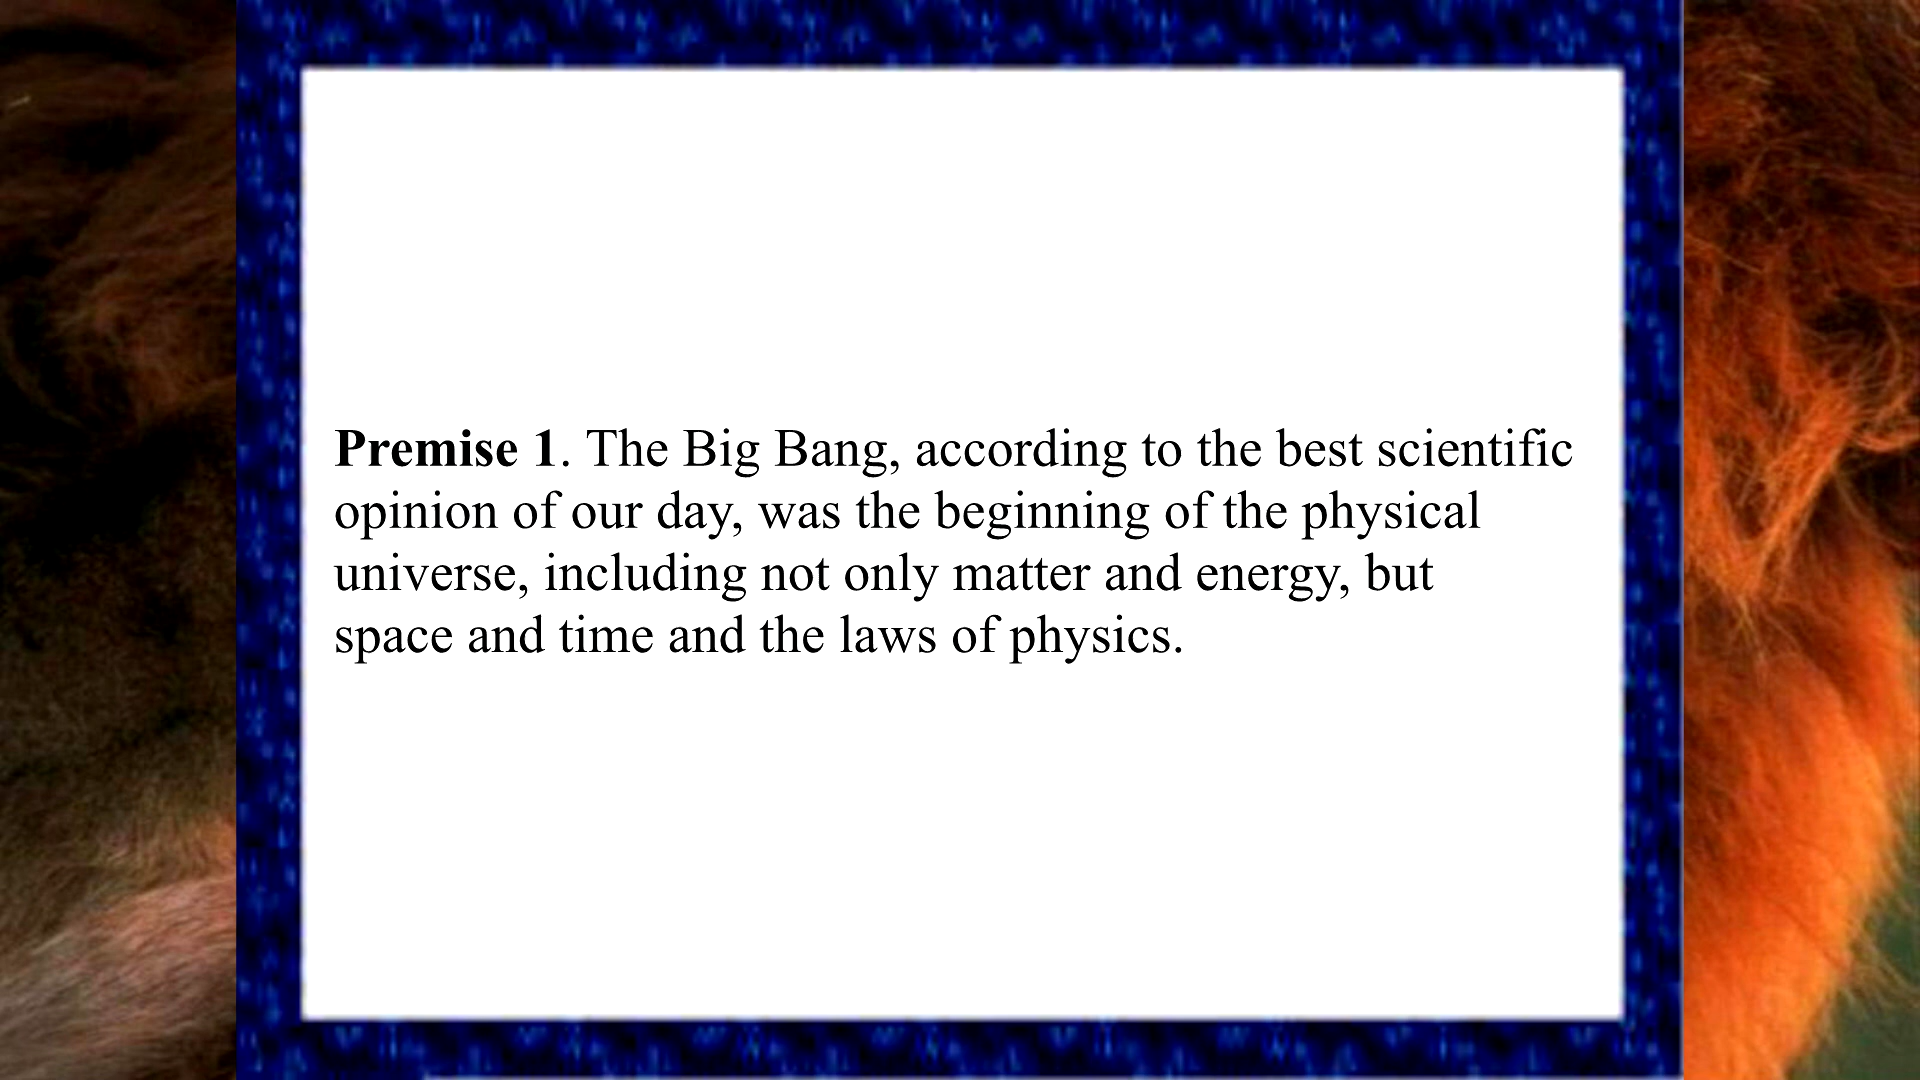 Premise 1. The Big Bang, according to the best scientific
opinion of our day, was the beginning of the physical
universe, including not only matter and energy, but
space and time and the laws of physics.